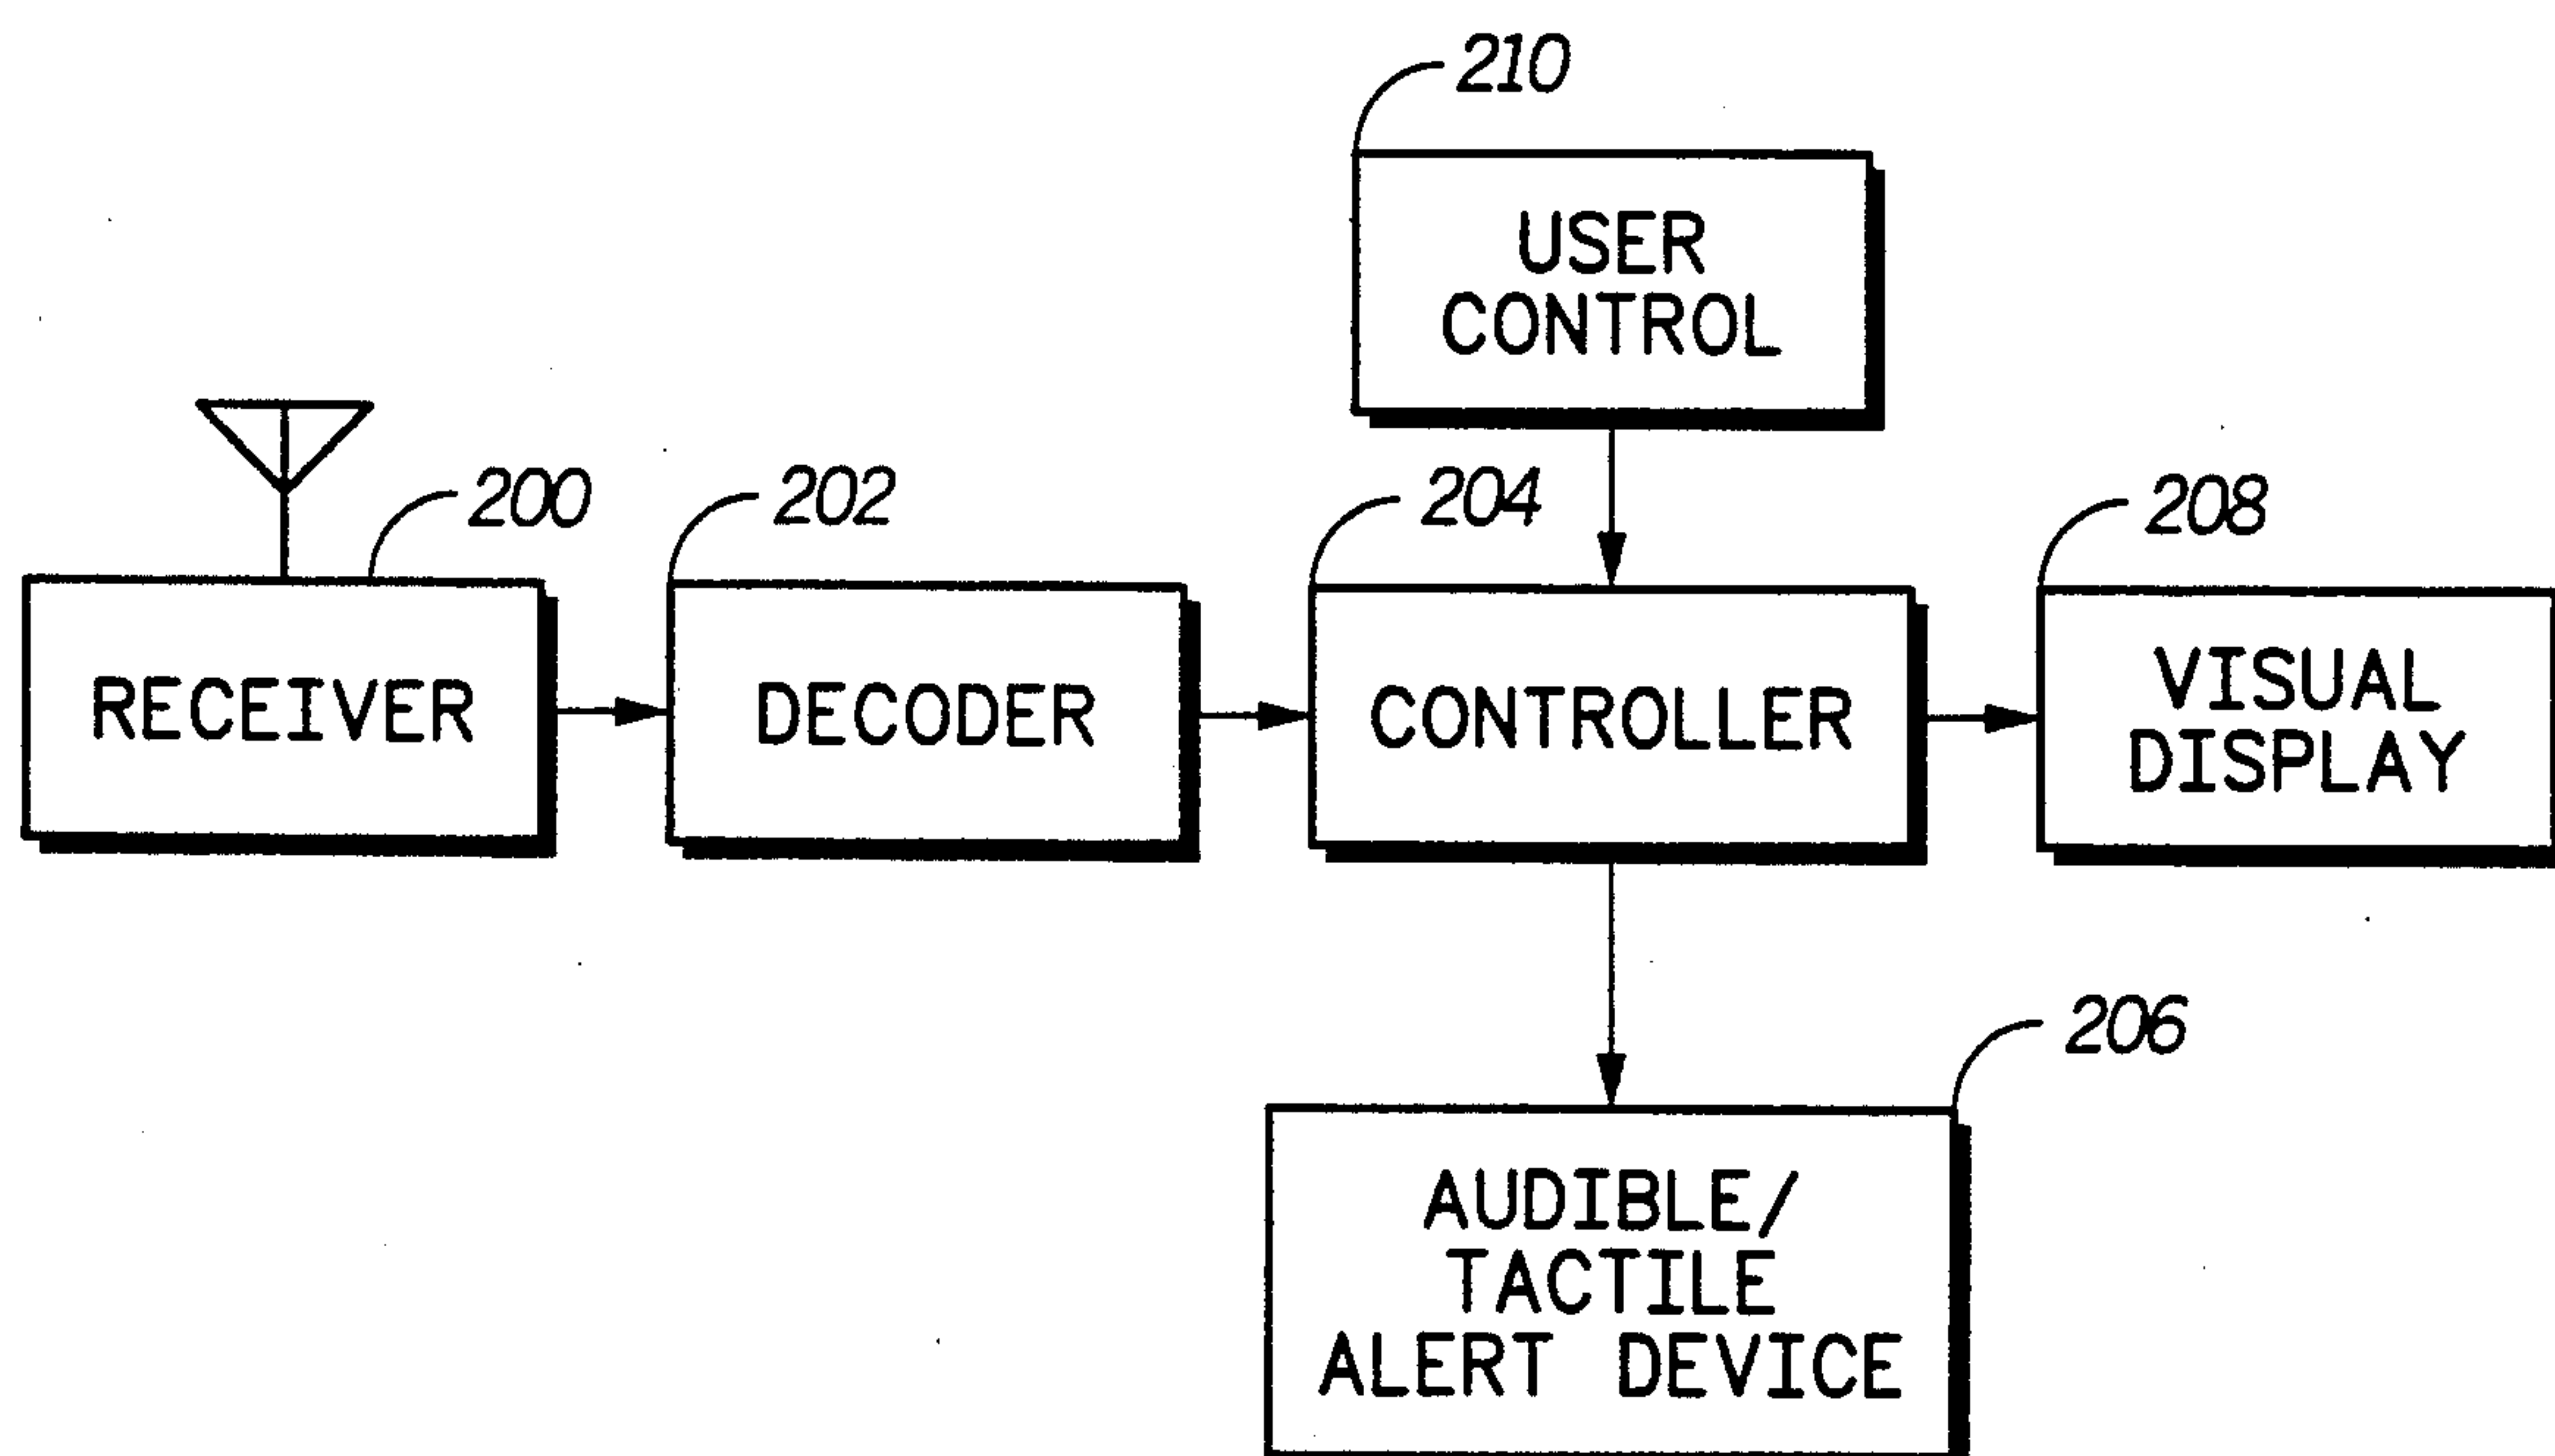 210
USER
CONTROL
200
202
204
208
RECEIVER
DECODER
CONTROLLER
VISUAL
DISPLAY
206
AUDIBLE/
TACTILE
ALERT DEVICE